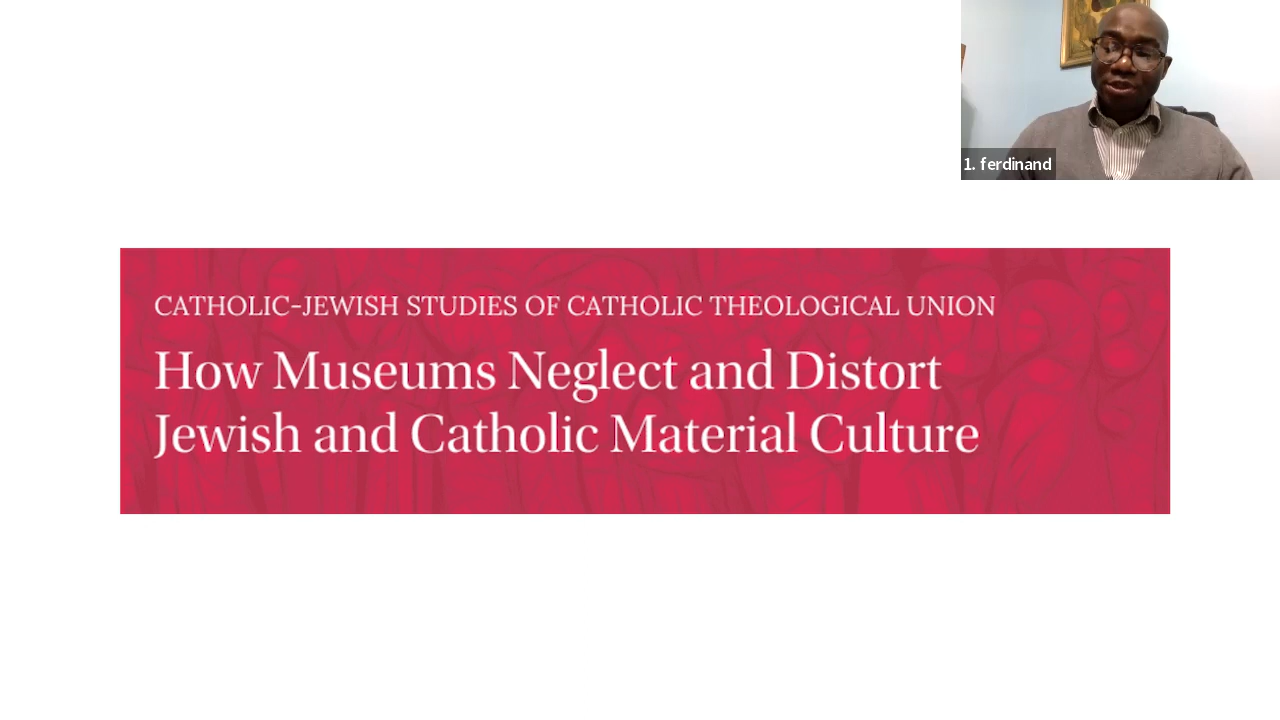 1. ferdinand
CATHOLIC-JEWISH STUDIES OF CATHOLIC THEOLOGICAL UNION
How Museums Neglect and Distort
Jewish and Catholic Material Culture